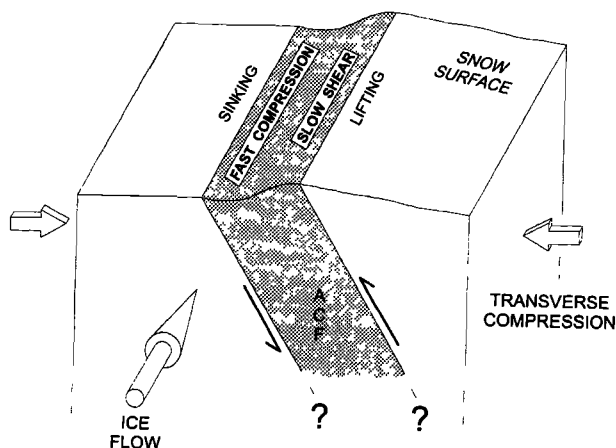 SINKING
FAST COMPRESSION
SLOW SHEAR
LIFTING
SNOW
SURFACE
TRANSVERSE
COMPRESSION
ACF
ICE
FLOW
?
?